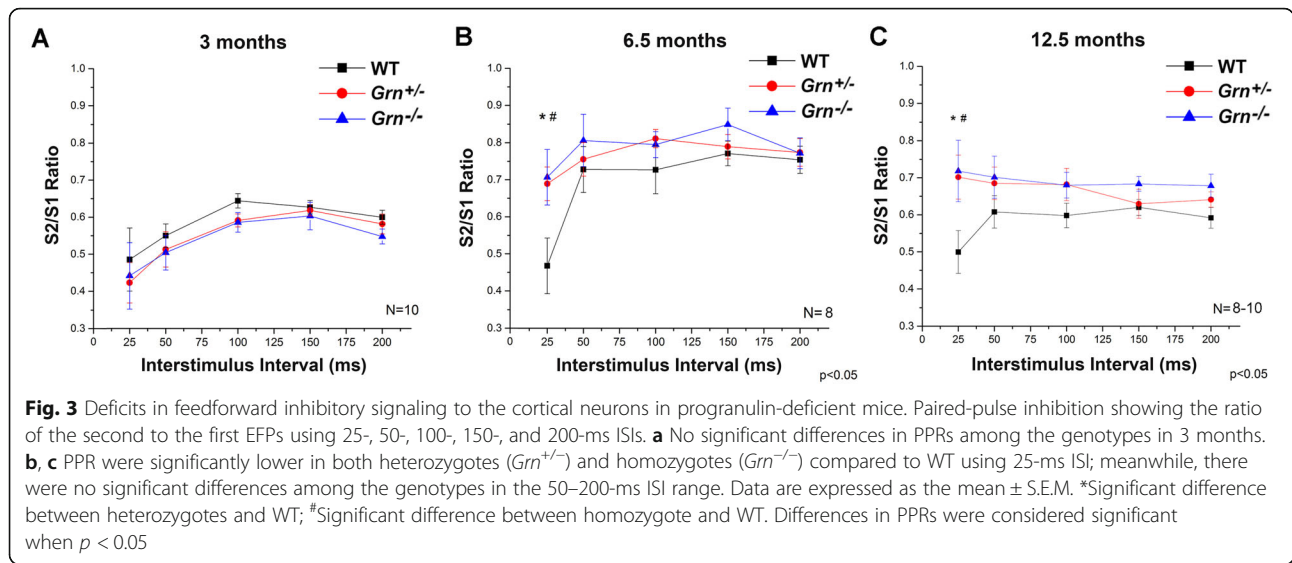 A
3 months
WT
Grn+/-
Grn-/-
S2/S1 Ratio
1.0
0.9
0.8
0.7
0.6
0.5
0.4
0.3
0 25 50 75 100 125 150 175 200
N=10
Interstimulus Interval (ms)
B
6.5 months
WT
Grn+/-
Grn-/-
* #
S2/S1 Ratio
1.0
0.9
0.8
0.7
0.6
0.5
0.4
0.3
0 25 50 75 100 125 150 175 200
N= 8
Interstimulus Interval (ms)
p<0.05
C
12.5 months
WT
Grn+/-
Grn-/-
* #
S2/S1 Ratio
1.0
0.9
0.8
0.7
0.6
0.5
0.4
0.3
0 25 50 75 100 125 150 175 200
N=8-10
Interstimulus Interval (ms)
p<0.05
Fig. 3 Deficits in feedforward inhibitory signaling to the cortical neurons in progranulin-deficient mice. Paired-pulse inhibition showing the ratio
of the second to the first EFPs using 25-, 50-, 100-, 150-, and 200-ms ISIs. a No significant differences in PPRs among the genotypes in 3 months.
b, c PPR were significantly lower in both heterozygotes (Grn+/−) and homozygotes (Grn−/−) compared to WT using 25-ms ISI; meanwhile, there
were no significant differences among the genotypes in the 50–200-ms ISI range. Data are expressed as the mean ± S.E.M. *Significant difference
between heterozygotes and WT; #Significant difference between homozygote and WT. Differences in PPRs were considered significant
when p < 0.05